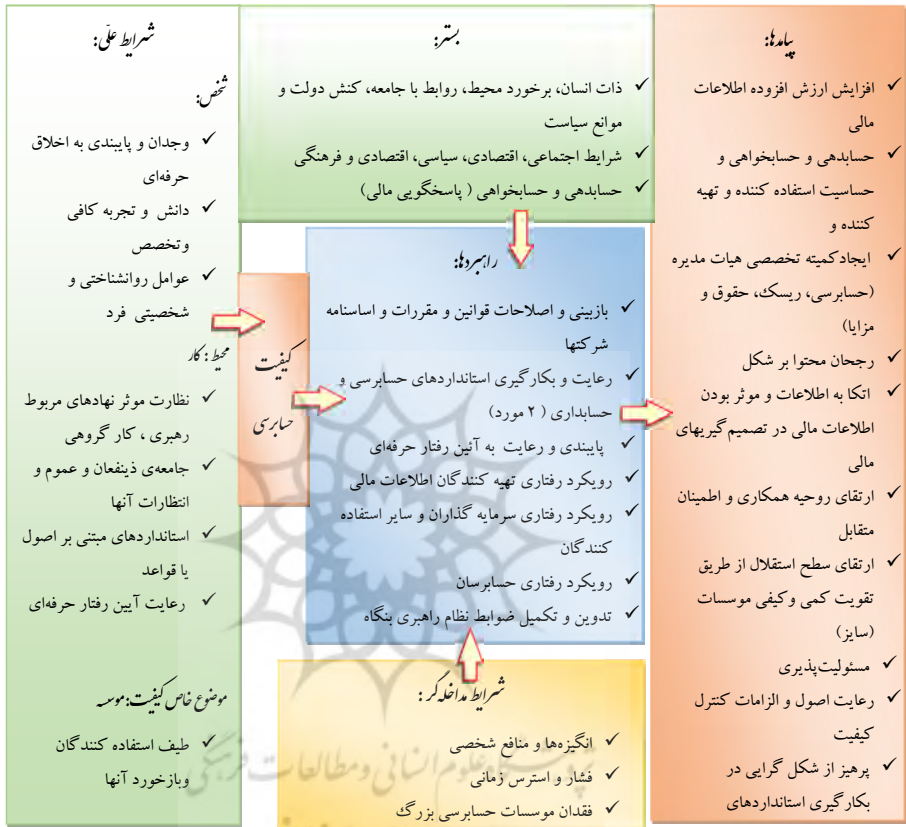 شرایط علّی:
شخص:
✓ وجدان و پایبندی به اخلاق
حرفه‌ای
✓ دانش و تجربه کافی
وتخصص
✓ عوامل روانشناختی و
شخصیتی فرد
محیط: کار
✓ نظارت موثر نهادهای مربوط
رهبری ، کار گروهی
✓ جامعه‌ی ذینفعان و عموم و
انتظارات آنها
✓ استانداردهای مبتنی بر اصول
یا قواعد
✓ رعایت آیین رفتار حرفه‌ای
موضوع خاص کیفیت: موسسه
✓ طیف استفاده کنندگان
وبازخورد آنها
کیفیت
حسابرسی
بستر:
✓ ذات انسان، برخورد محیط، روابط با جامعه، کنش دولت و
موانع سیاست
✓ شرایط اجتماعی، اقتصادی، سیاسی، اقتصادی و فرهنگی
✓ حسابدهی و حسابخواهی ( پاسخگویی مالی)
راهبردها:
✓ بازبینی و اصلاحات قوانین و مقررات و اساسنامه
شرکتها
✓ رعایت و بکارگیری استانداردهای حسابرسی و
حسابداری ( ۲ مورد)
✓ پایبندی و رعایت به آئین رفتار حرفه‌ای
✓ رویکرد رفتاری تهیه کنندگان اطلاعات مالی
✓ رویکرد رفتاری سرمایه گذاران و سایر استفاده
کنندگان
✓ رویکرد رفتاری حسابرسان
✓ تدوین و تکمیل ضوابط نظام راهبری بنگاه
شرایط مداخله‌گر :
✓ انگیزه‌ها و منافع شخصی
✓ فشار و استرس زمانی
✓ فقدان موسسات حسابرسی بزرگ
پیامدها:
✓ افزایش ارزش افزوده اطلاعات
مالی
✓ حسابدهی و حسابخواهی و
حساسیت استفاده کننده و تهیه
کننده و
✓ ایجادکمیته تخصصی هیات مدیره
(حسابرسی، ریسک، حقوق و
مزایا)
✓ رجحان محتوا بر شکل
✓ اتکا به اطلاعات و موثر بودن
اطلاعات مالی در تصمیم‌گیریهای
مالی
✓ ارتقای روحیه همکاری و اطمینان
متقابل
✓ ارتقای سطح استقلال از طریق
تقویت کمی وکیفی موسسات
(سایز)
✓ مسئولیت‌پذیری
✓ رعایت اصول و الزامات کنترل
کیفیت
✓ پرهیز از شکل گرایی در
بکارگیری استانداردهای
پژوهشگاه علوم انسانی و مطالعات فرهنگی